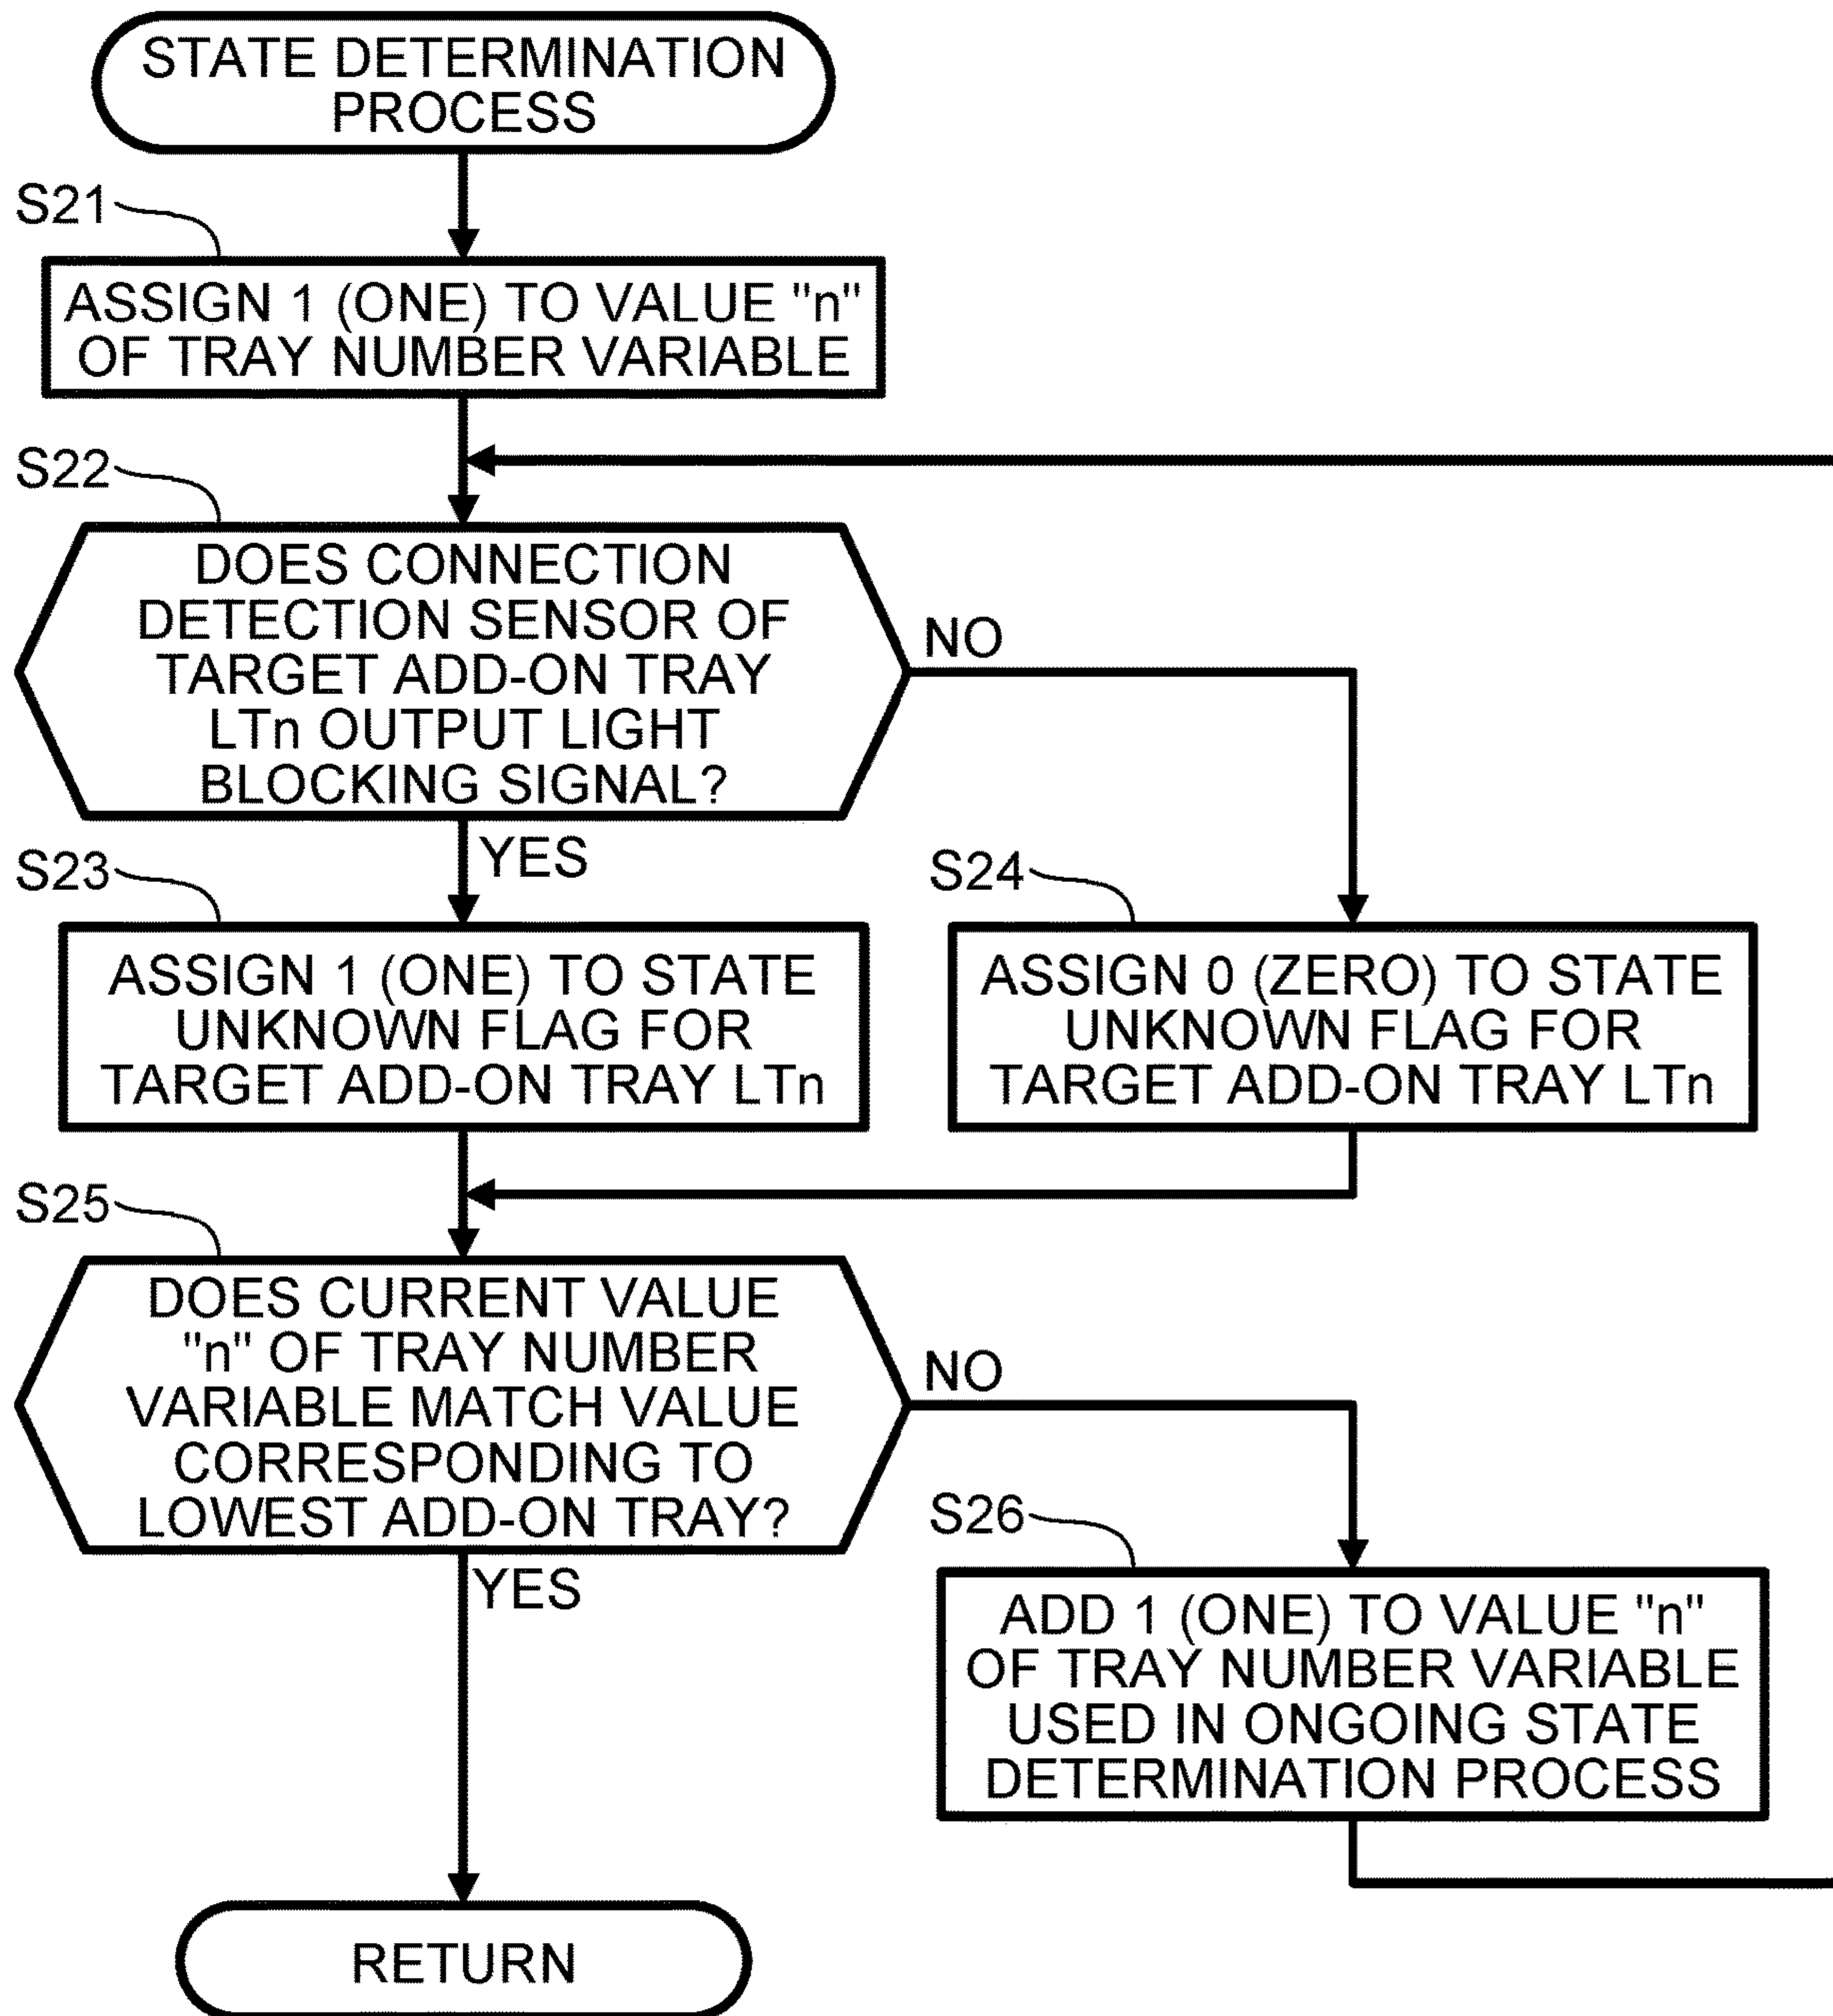 STATE DETERMINATION
PROCESS
S21
ASSIGN 1 (ONE) TO VALUE "n"
OF TRAY NUMBER VARIABLE
S22
DOES CONNECTION
DETECTION SENSOR OF
TARGET ADD-ON TRAY
LTn OUTPUT LIGHT
BLOCKING SIGNAL?
NO
YES
S23
ASSIGN 1 (ONE) TO STATE
UNKNOWN FLAG FOR
TARGET ADD-ON TRAY LTn
S24
ASSIGN 0 (ZERO) TO STATE
UNKNOWN FLAG FOR
TARGET ADD-ON TRAY LTn
S25
DOES CURRENT VALUE
"n" OF TRAY NUMBER
VARIABLE MATCH VALUE
CORRESPONDING TO
LOWEST ADD-ON TRAY?
NO
YES
S26
ADD 1 (ONE) TO VALUE "n"
OF TRAY NUMBER VARIABLE
USED IN ONGOING STATE
DETERMINATION PROCESS
RETURN